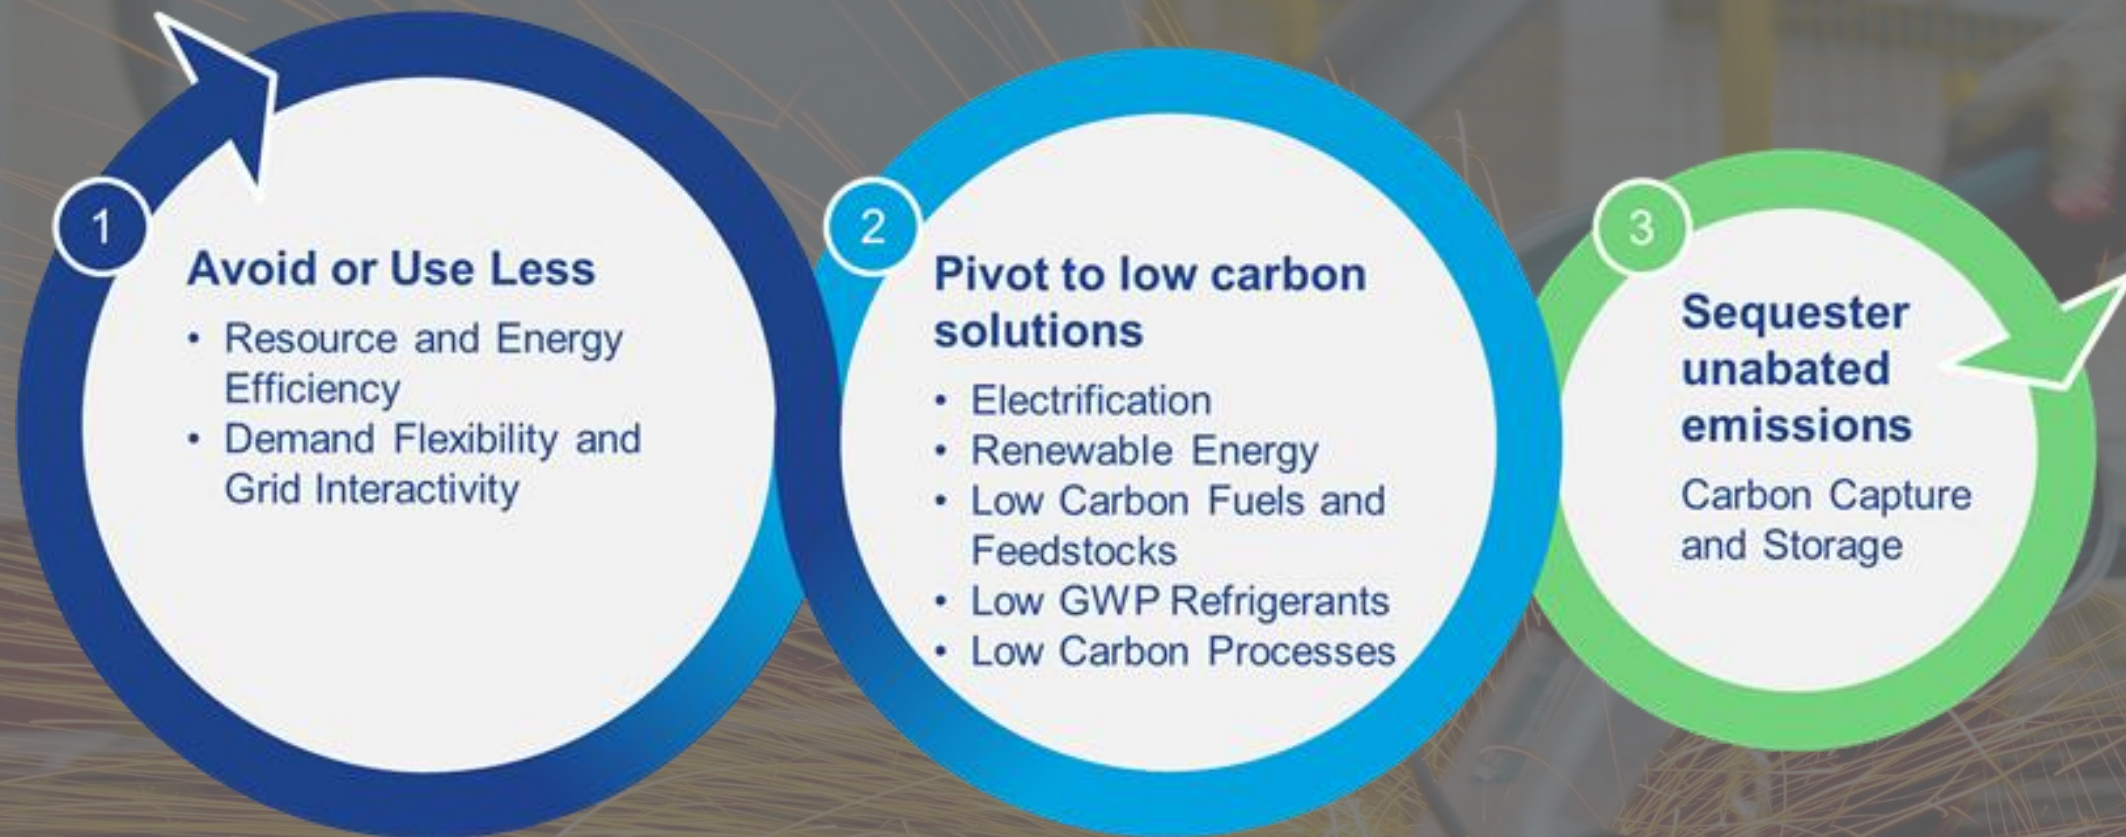 1
Avoid or Use Less
• Resource and Energy
Efficiency
• Demand Flexibility and
Grid Interactivity
2
Pivot to low carbon
solutions
• Electrification
• Renewable Energy
• Low Carbon Fuels and
Feedstocks
• Low GWP Refrigerants
• Low Carbon Processes
3
Sequester
unabated
emissions
Carbon Capture
and Storage